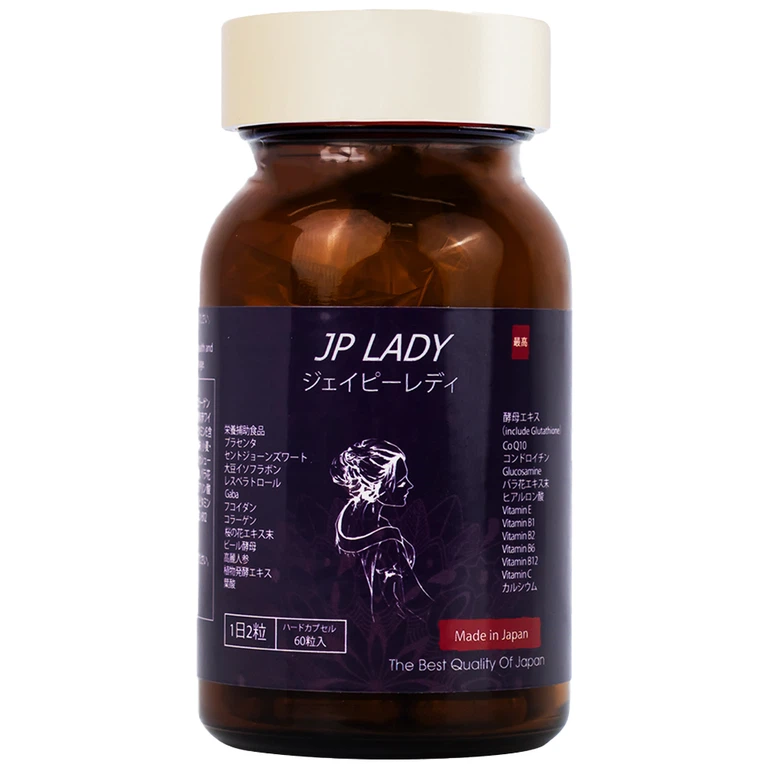 JP LADY
ジェイピーレディ
最高
栄養補助食品
プラセンタ
セントジョーンズワート
大豆イソフラボン
レスベラトロール
Gaba
フコイダン
コラーゲン
桜の花エキス末
ビール酵母
高麗人参
植物発酵エキス
葉酸
酵母エキス
(include Glutathione)
Co Q10
コンドロイチン
Glucosamine
バラ花エキス末
ヒアルロン酸
Vitamin E
Vitamin B1
Vitamin B2
Vitamin B6
Vitamin B12
Vitamin C
カルシウム
1日2粒
ハードカプセル
60粒入
Made in Japan
The Best Quality Of Japan